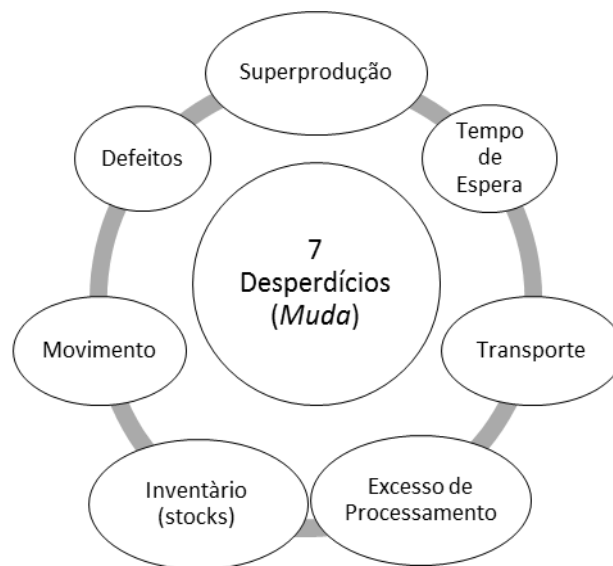 Superprodução
Tempo
de
Espera
Transporte
Excesso de
Processamento
Inventàrio
(stocks)
Movimento
Defeitos
7
Desperdícios
(Muda)